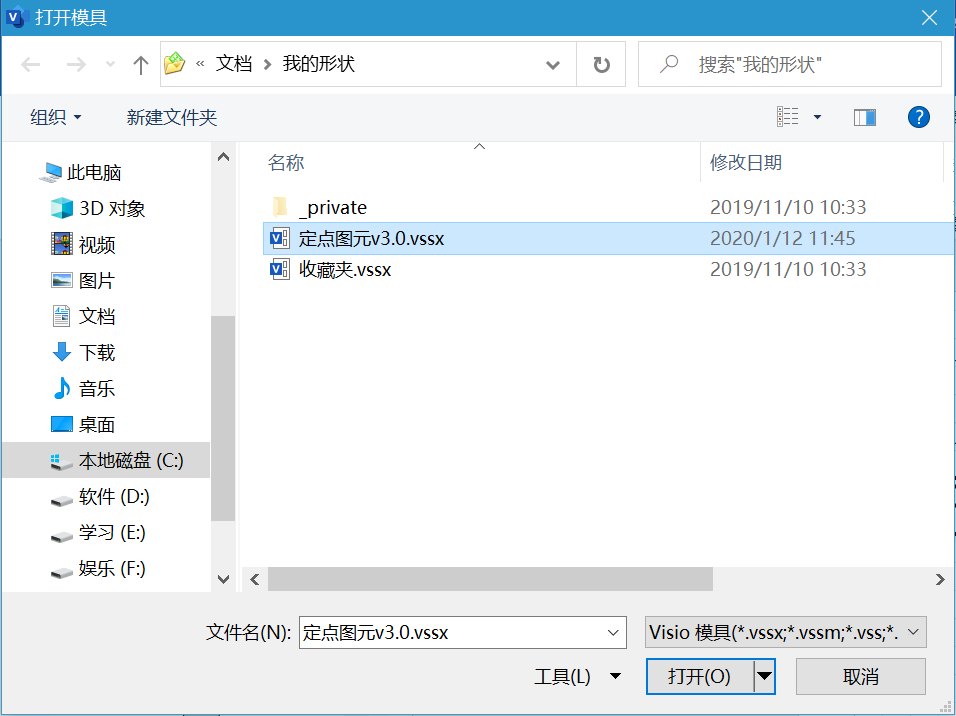 打开模具
« 文档 > 我的形状
搜索"我的形状"
组织 新建文件夹
名称 修改日期
_private 2019/11/10 10:33
定点图元v3.0.vssx 2020/1/12 11:45
收藏夹.vssx 2019/11/10 10:33
此电脑
3D 对象
视频
图片
文档
下载
音乐
桌面
本地磁盘 (C:)
软件 (D:)
学习 (E:)
娱乐 (F:)
文件名(N): 定点图元v3.0.vssx Visio 模具(*.vssx;*.vssm;*.vss;*.
工具(L) 打开(O) 取消